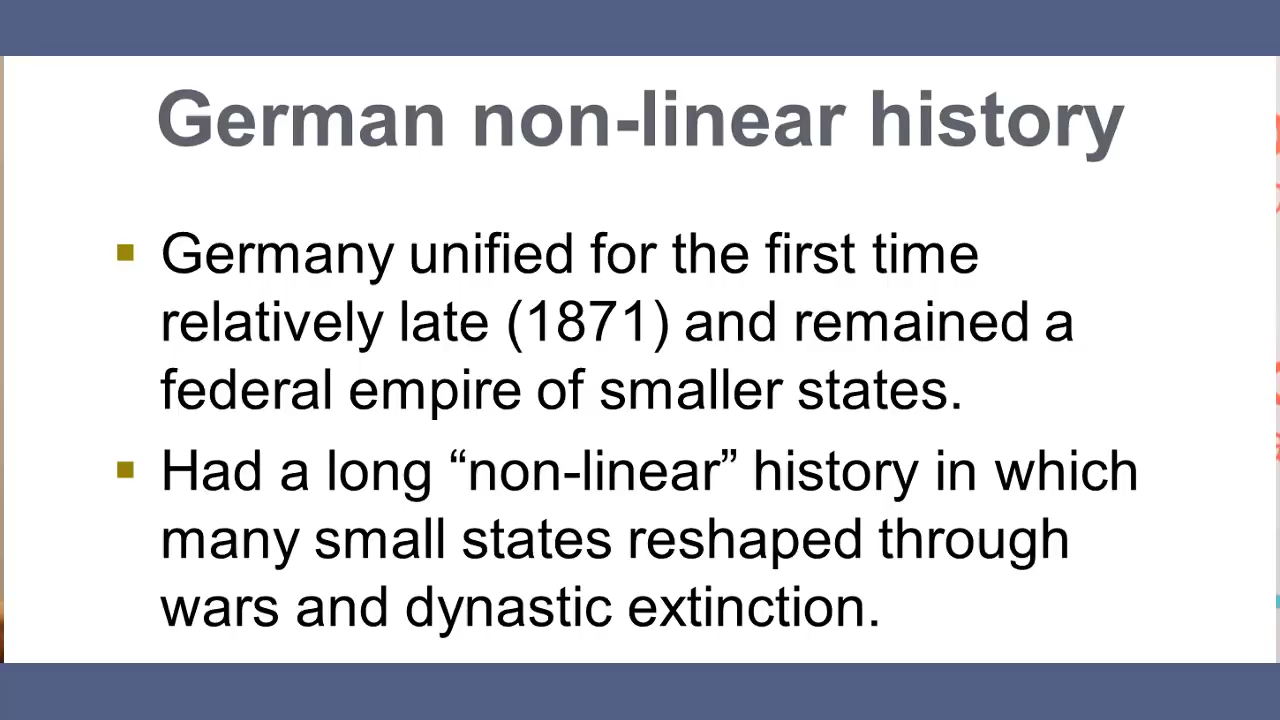 German non-linear history
▪ Germany unified for the first time
relatively late (1871) and remained a
federal empire of smaller states.
▪ Had a long “non-linear” history in which
many small states reshaped through
wars and dynastic extinction.